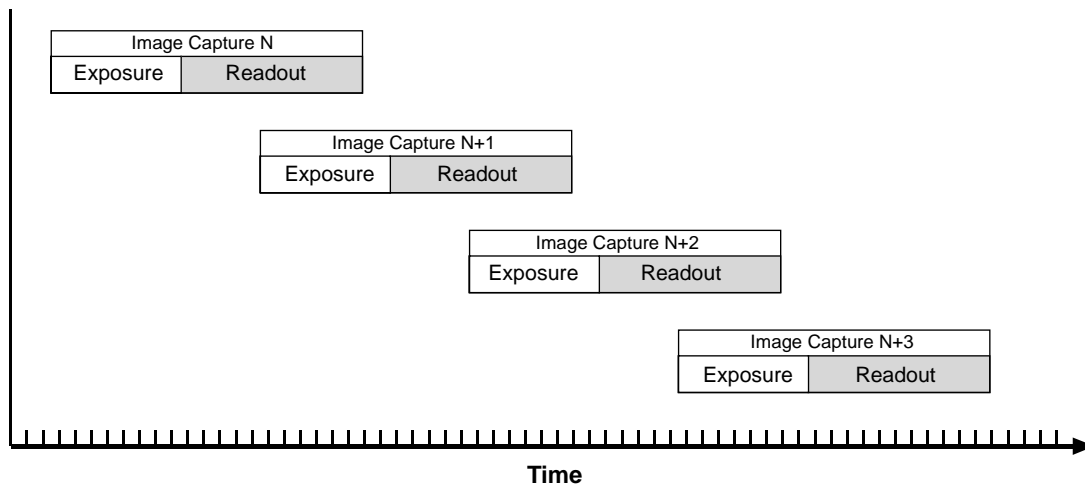 Image Capture N
Exposure Readout
Image Capture N+1
Exposure Readout
Image Capture N+2
Exposure Readout
Image Capture N+3
Exposure Readout
Time